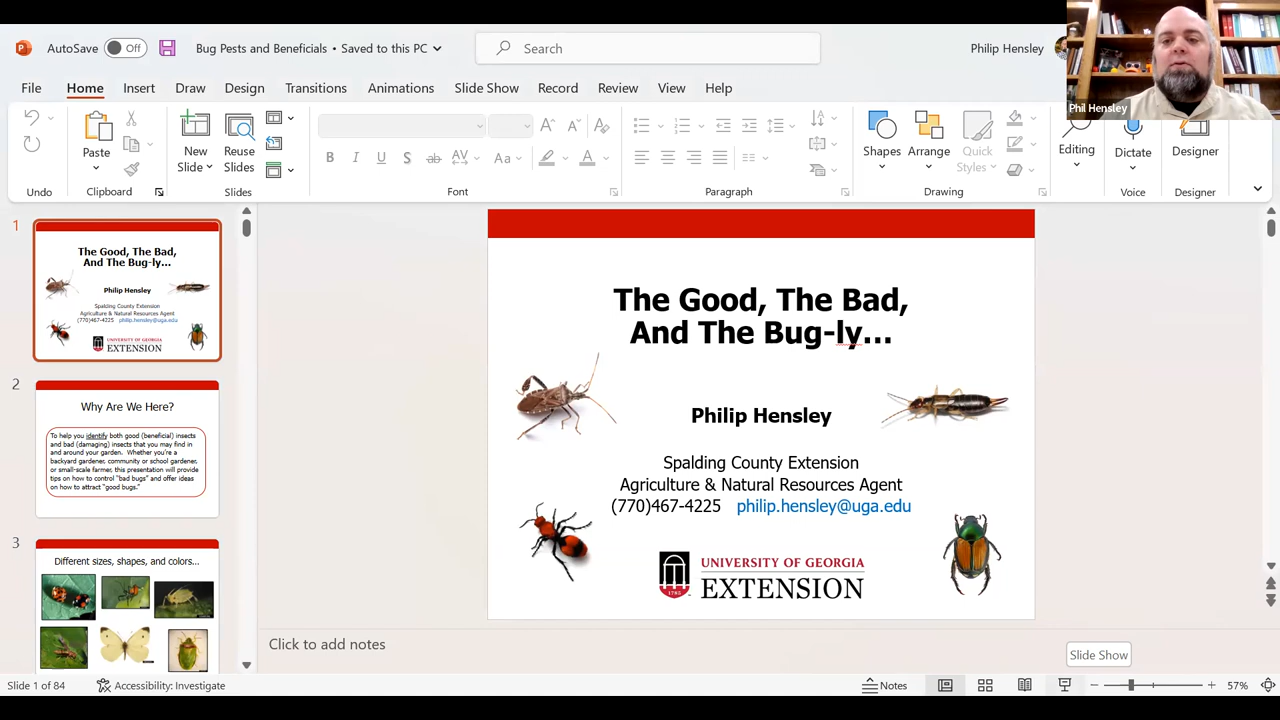 AutoSave
Off
Bug Pests and Beneficials • Saved to this PC
Search
Philip Hensley
Phil Hensley
File
Home
Insert
Draw
Design
Transitions
Animations
Slide Show
Record
Review
View
Help
Paste
New
Slide
Reuse
Slides
Shapes
Arrange
Quick
Styles
Editing
Dictate
Designer
Undo
Clipboard
Slides
Font
Paragraph
Drawing
Voice
Designer
1
The Good, The Bad,
And The Bug-ly...
Philip Hensley
Spalding County Extension
Agriculture & Natural Resources Agent
(770)467-4225 philip.hensley@uga.edu
UNIVERSITY OF GEORGIA
EXTENSION
2
Why Are We Here?
To help you identify both good (beneficial) insects
and bad (damaging) insects that you may find in
and around your garden. Whether you're a
backyard gardener, community or school gardener,
or small-scale farmer, this presentation will provide
tips on how to control "bad bugs" and offer ideas
on how to attract "good bugs."
3
Different sizes, shapes, and colors...
The Good, The Bad,
And The Bug-ly...
Philip Hensley
Spalding County Extension
Agriculture & Natural Resources Agent
(770)467-4225 philip.hensley@uga.edu
1785
UNIVERSITY OF GEORGIA
EXTENSION
Click to add notes
Slide Show
Slide 1 of 84
Accessibility: Investigate
Notes
57%